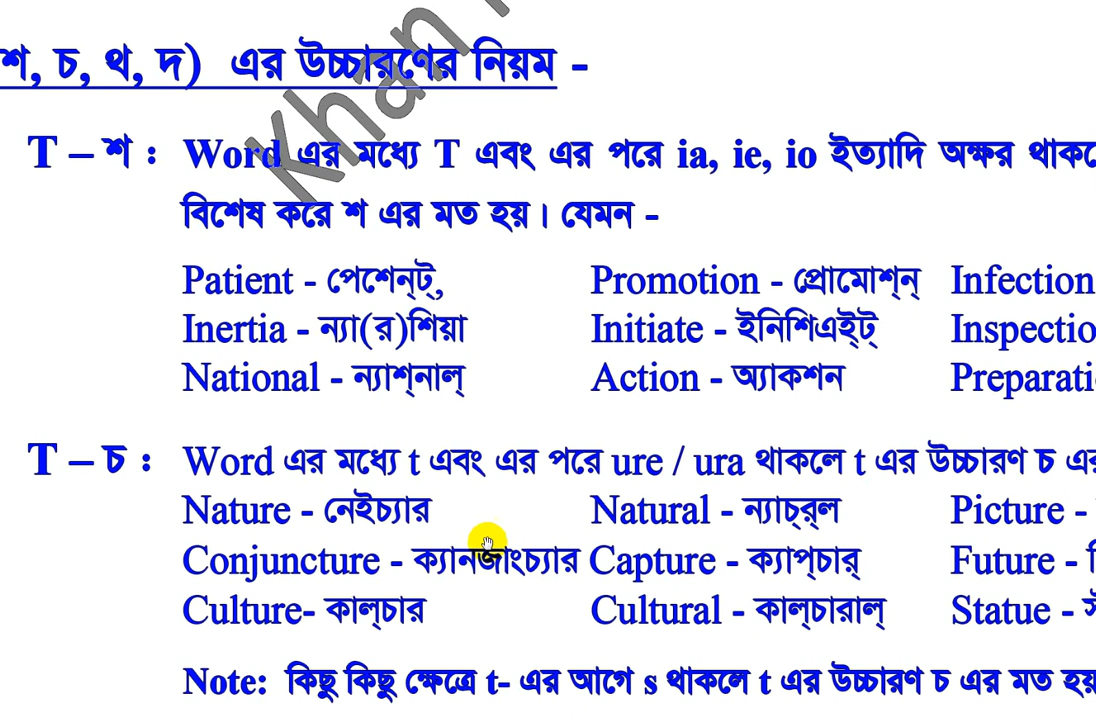 শ, চ, থ, দ) এর উচ্চারণের নিয়ম -
Khan
T – শ : Word এর মধ্যে T এবং এর পরে ia, ie, io ইত্যাদি অক্ষর থাকলে
বিশেষ করে শ এর মত হয়। যেমন -
Patient - পেশেন্‌ট্‌, Promotion - প্রোমোশ্‌ন্‌ Infection
Inertia - ন্যা(র)শিয়া Initiate - ইনিশিএই্‌ট্‌ Inspectio
National - ন্যাশ্‌নাল্‌ Action - অ্যাকশন Preparati
T – চ : Word এর মধ্যে t এবং এর পরে ure / ura থাকলে t এর উচ্চারণ চ এর
Nature - নেইচ্যার Natural - ন্যাচ্‌র্‌ল Picture -
Conjuncture - ক্যানজাংচ্যার Capture - ক্যাপ্‌চার্‌ Future -
Culture- কাল্‌চার Cultural - কাল্‌চারাল্‌ Statue -
Note: কিছু কিছু ক্ষেত্রে t- এর আগে s থাকলে t এর উচ্চারণ চ এর মত হয়